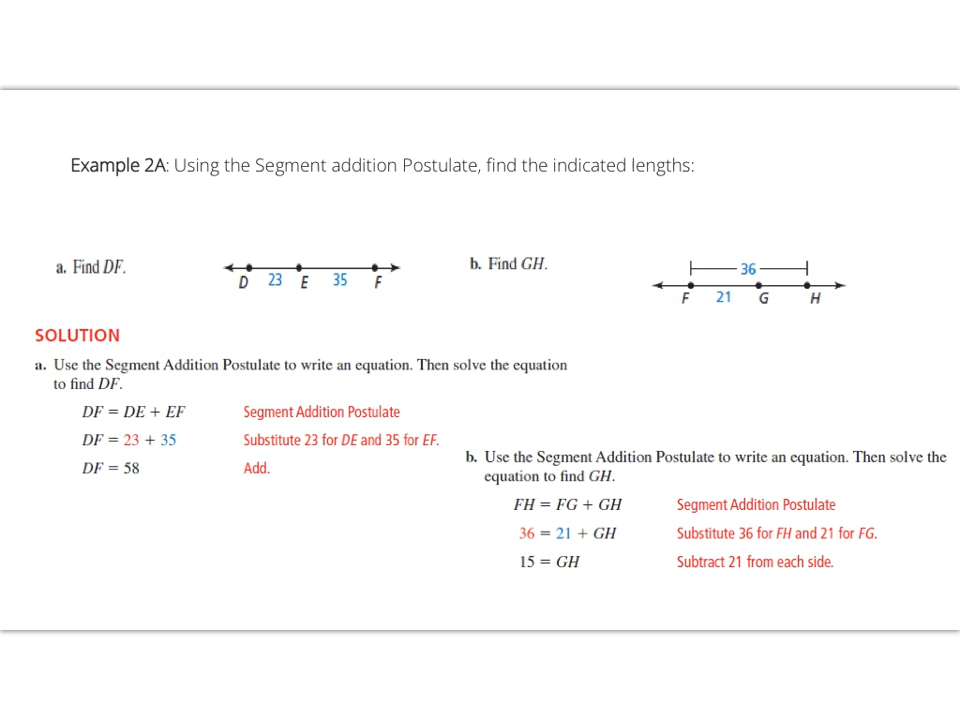 Example 2A: Using the Segment addition Postulate, find the indicated lengths:
a. Find DF.
D 23 E 35 F
b. Find GH.
36
F 21 G H
SOLUTION
a. Use the Segment Addition Postulate to write an equation. Then solve the equation
to find DF.
DF = DE + EF Segment Addition Postulate
DF = 23 + 35 Substitute 23 for DE and 35 for EF.
DF = 58 Add.
b. Use the Segment Addition Postulate to write an equation. Then solve the
equation to find GH.
FH = FG + GH Segment Addition Postulate
36 = 21 + GH Substitute 36 for FH and 21 for FG.
15 = GH Subtract 21 from each side.